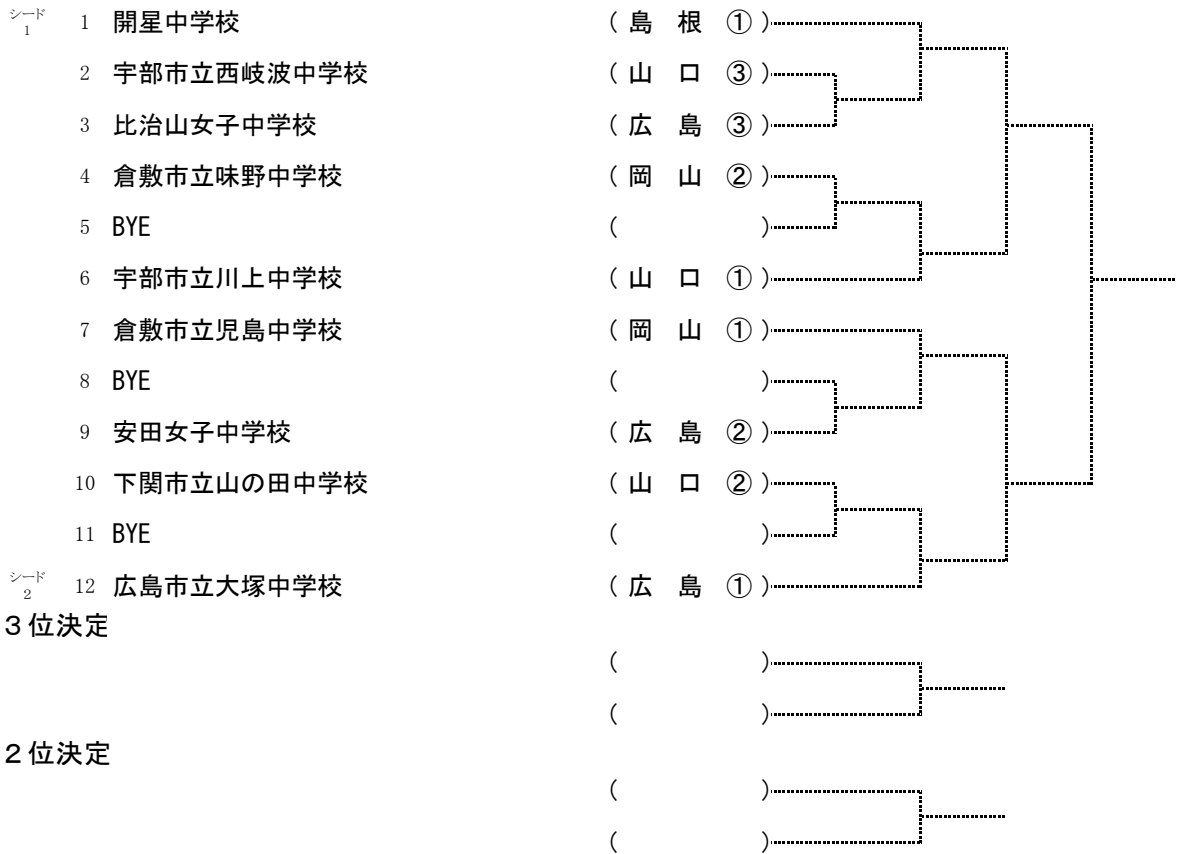 シード1 1 開星中学校 ( 島 根 ① )
2 宇部市立西岐波中学校 ( 山 口 ③ )
3 比治山女子中学校 ( 広 島 ③ )
4 倉敷市立味野中学校 ( 岡 山 ② )
5 BYE ( )
6 宇部市立川上中学校 ( 山 口 ① )
7 倉敷市立児島中学校 ( 岡 山 ① )
8 BYE ( )
9 安田女子中学校 ( 広 島 ② )
10 下関市立山の田中学校 ( 山 口 ② )
11 BYE ( )
シード2 12 広島市立大塚中学校 ( 広 島 ① )
３位決定
( )
( )
２位決定
( )
( )